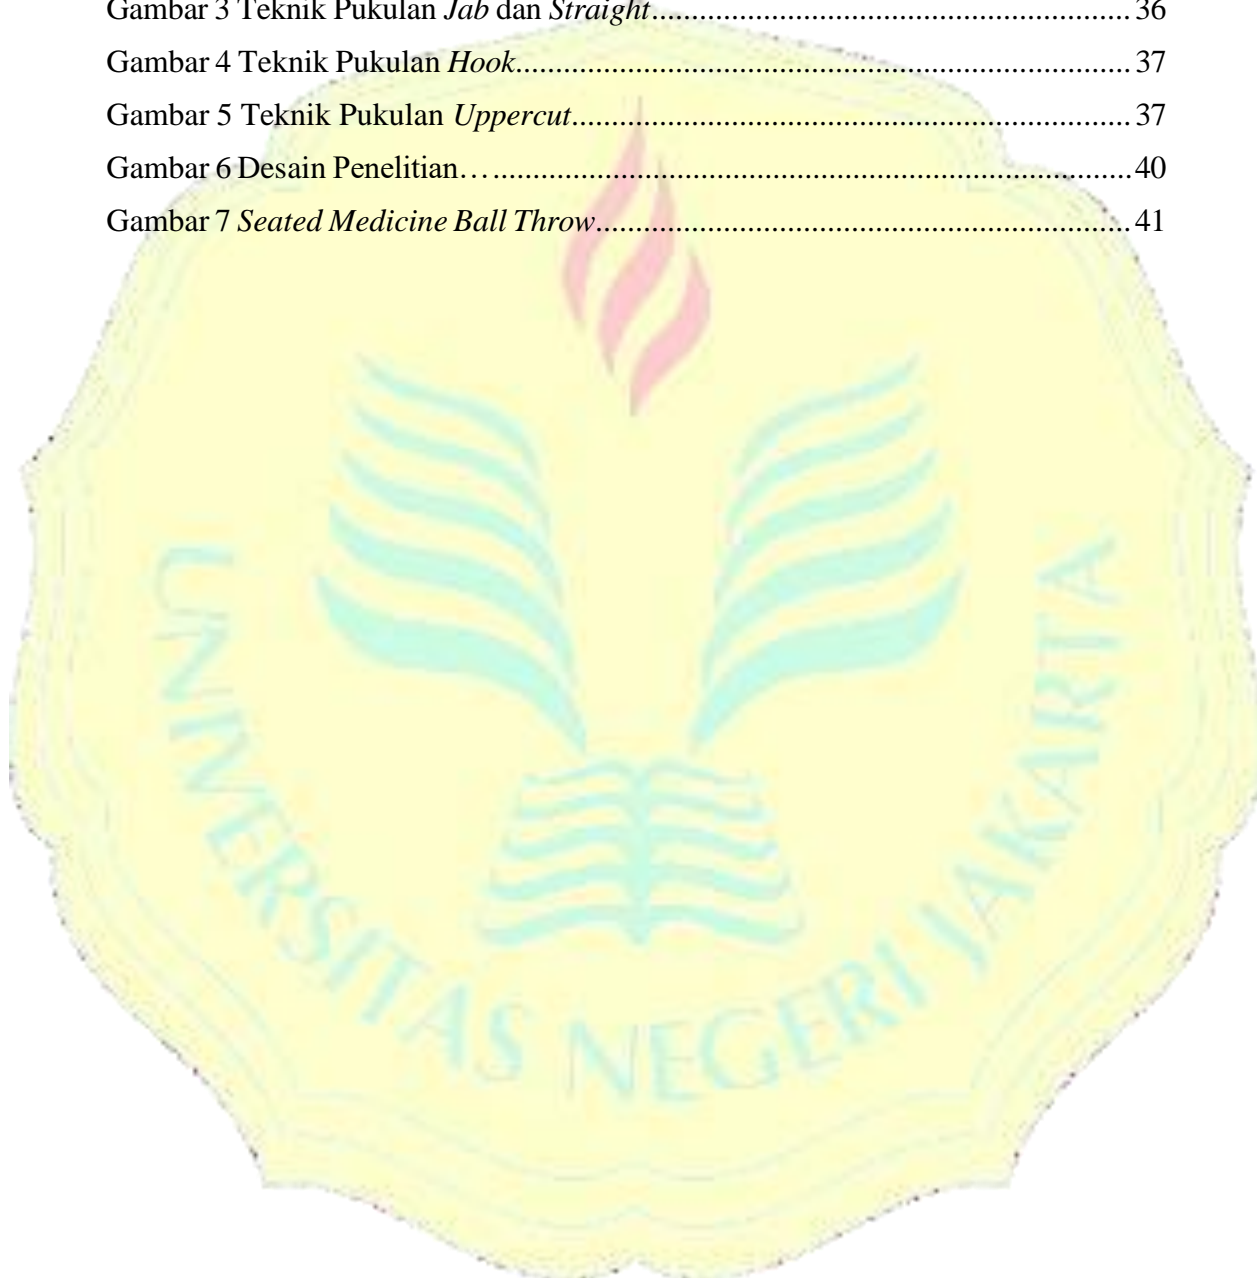 Gambar 3 Teknik Pukulan Jab dan Straight............................................................ 36
Gambar 4 Teknik Pukulan Hook............................................................................. 37
Gambar 5 Teknik Pukulan Uppercut...................................................................... 37
Gambar 6 Desain Penelitian….................................................................................40
Gambar 7 Seated Medicine Ball Throw................................................................... 41
UNIVERSITAS NEGERI JAKARTA